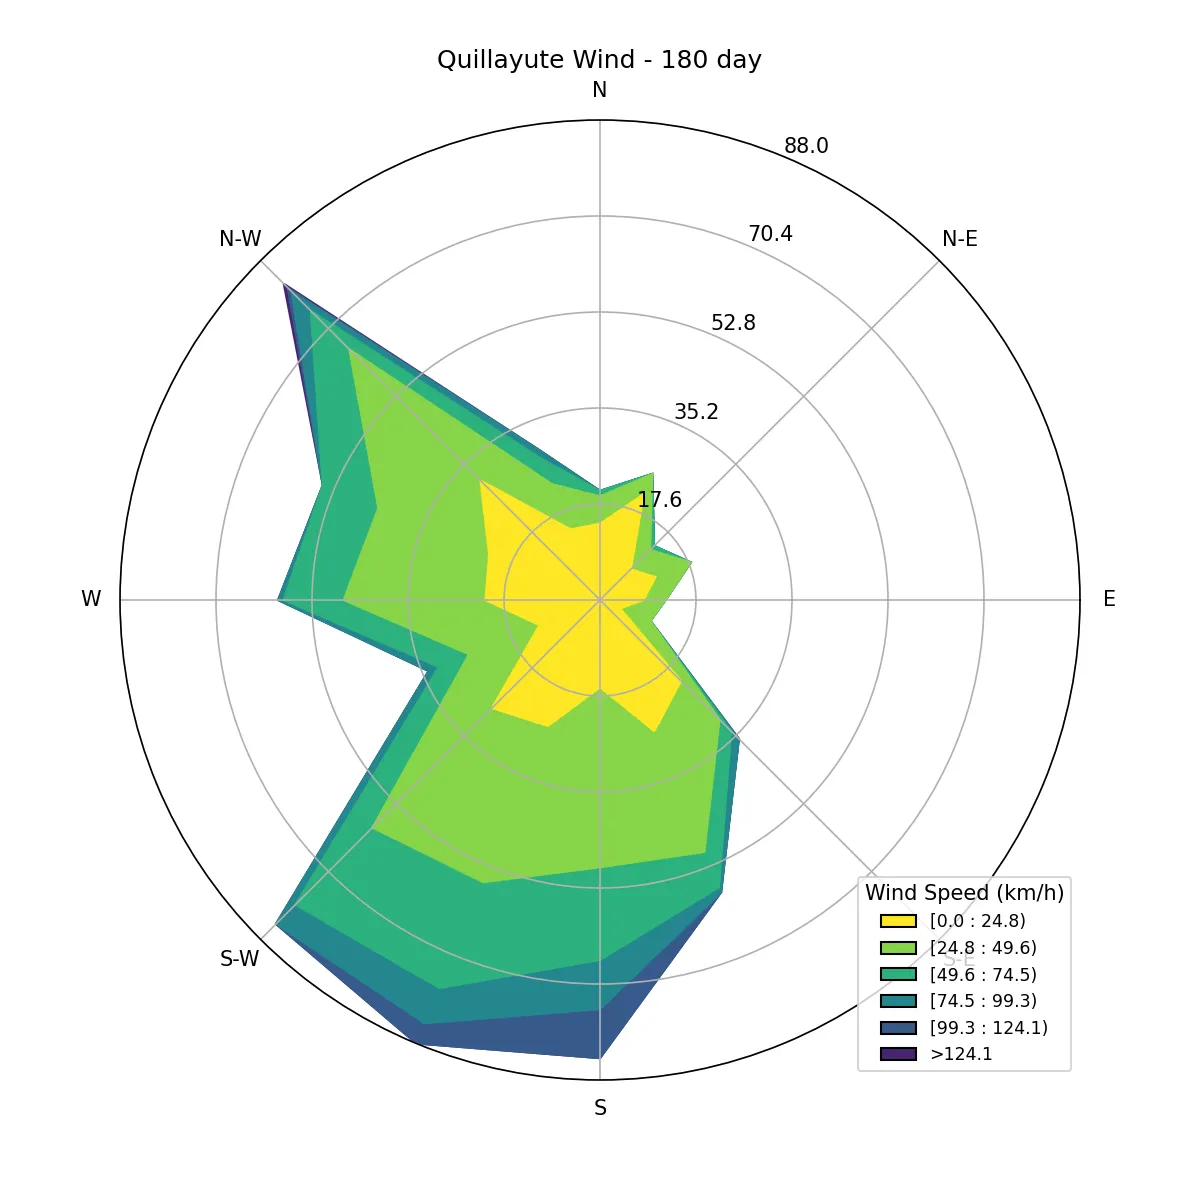 Quillayute Wind - 180 day
N
88.0
70.4
N-W
N-E
52.8
35.2
17.6
W
E
S-W
S-E
S
Wind Speed (km/h)
[0.0 : 24.8)
[24.8 : 49.6)
[49.6 : 74.5)
[74.5 : 99.3)
[99.3 : 124.1)
>124.1